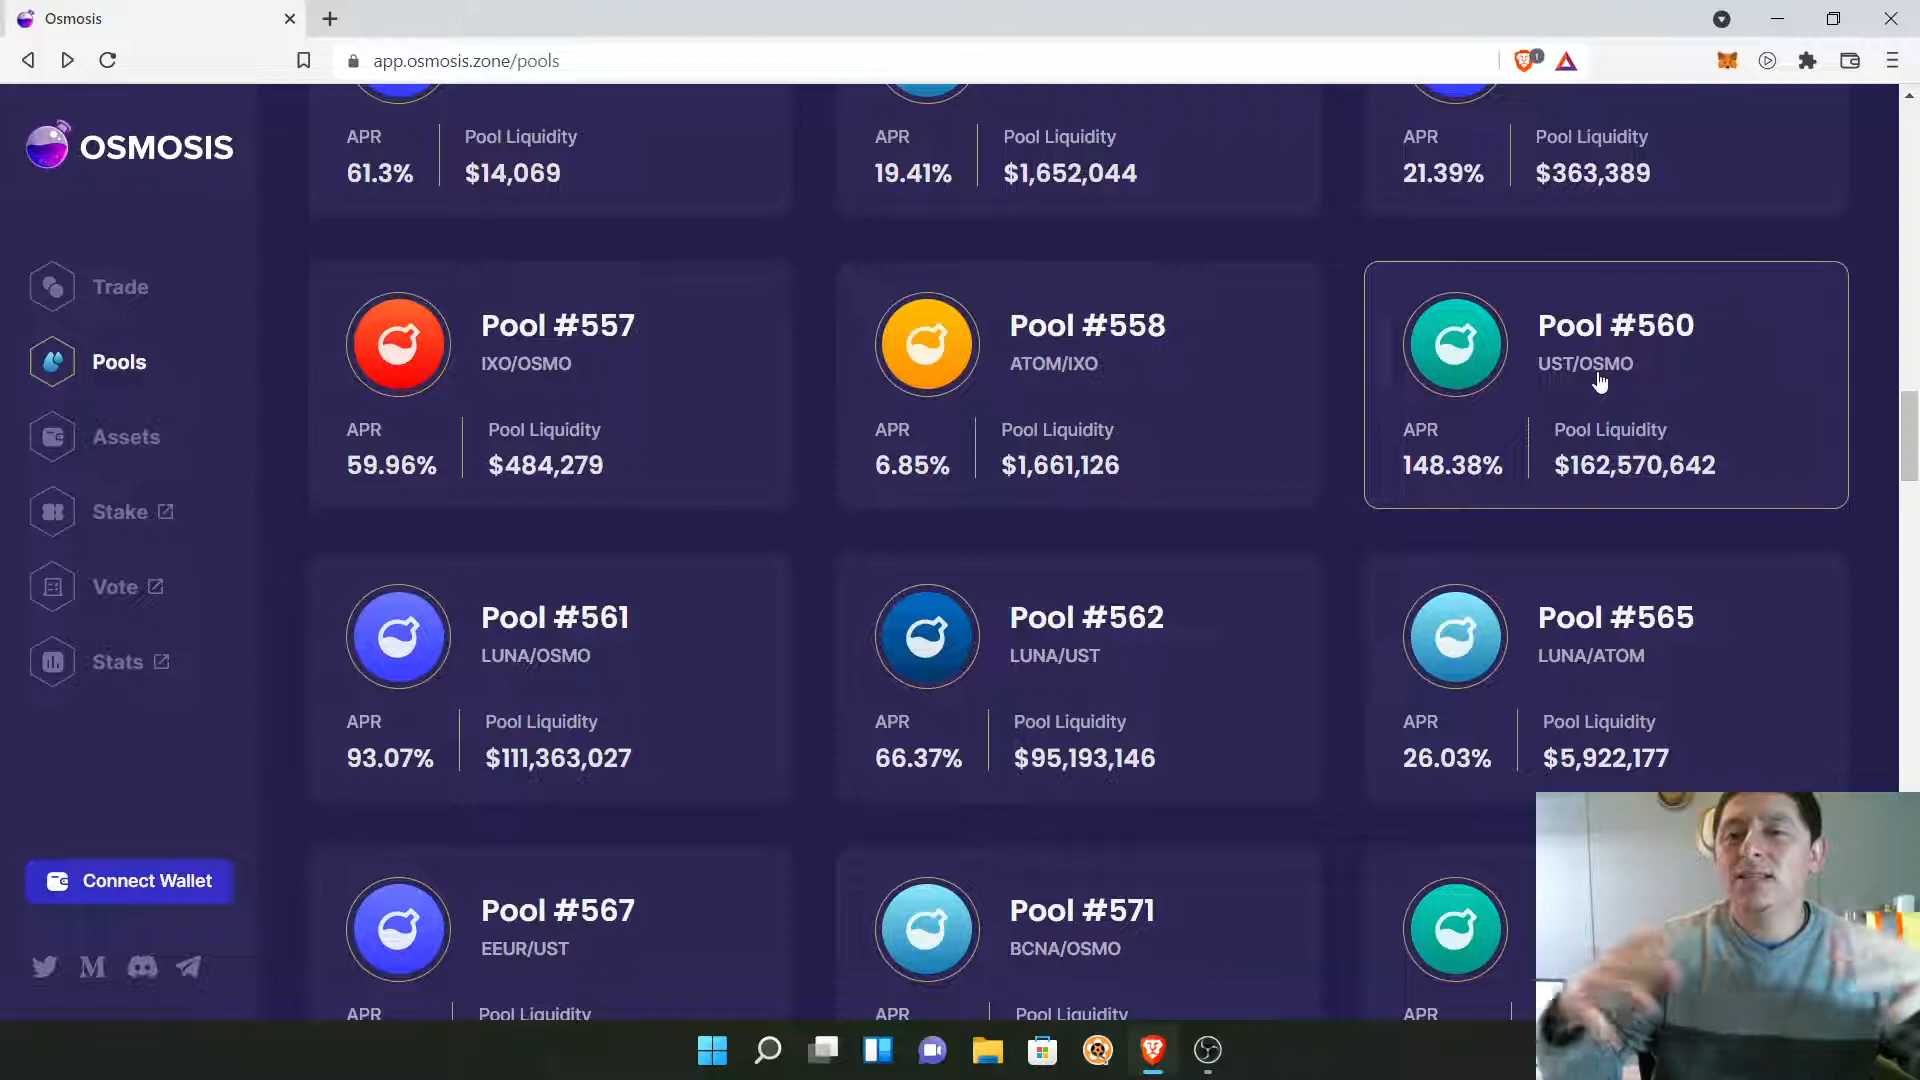 Osmosis
app.osmosis.zone/pools
1
OSMOSIS
Trade
Pools
Assets
Stake
Vote
Stats
Connect Wallet
APR
Pool Liquidity
61.3%
$14,069
APR
Pool Liquidity
19.41%
$1,652,044
APR
Pool Liquidity
21.39%
$363,389
Pool #557
IXO/OSMO
APR
Pool Liquidity
59.96%
$484,279
Pool #558
ATOM/IXO
APR
Pool Liquidity
6.85%
$1,661,126
Pool #560
UST/OSMO
APR
Pool Liquidity
148.38%
$162,570,642
Pool #561
LUNA/OSMO
APR
Pool Liquidity
93.07%
$111,363,027
Pool #562
LUNA/UST
APR
Pool Liquidity
66.37%
$95,193,146
Pool #565
LUNA/ATOM
APR
Pool Liquidity
26.03%
$5,922,177
Pool #567
EEUR/UST
APR
Pool Liquidity
Pool #571
BCNA/OSMO
APR
Pool Liquidity
APR